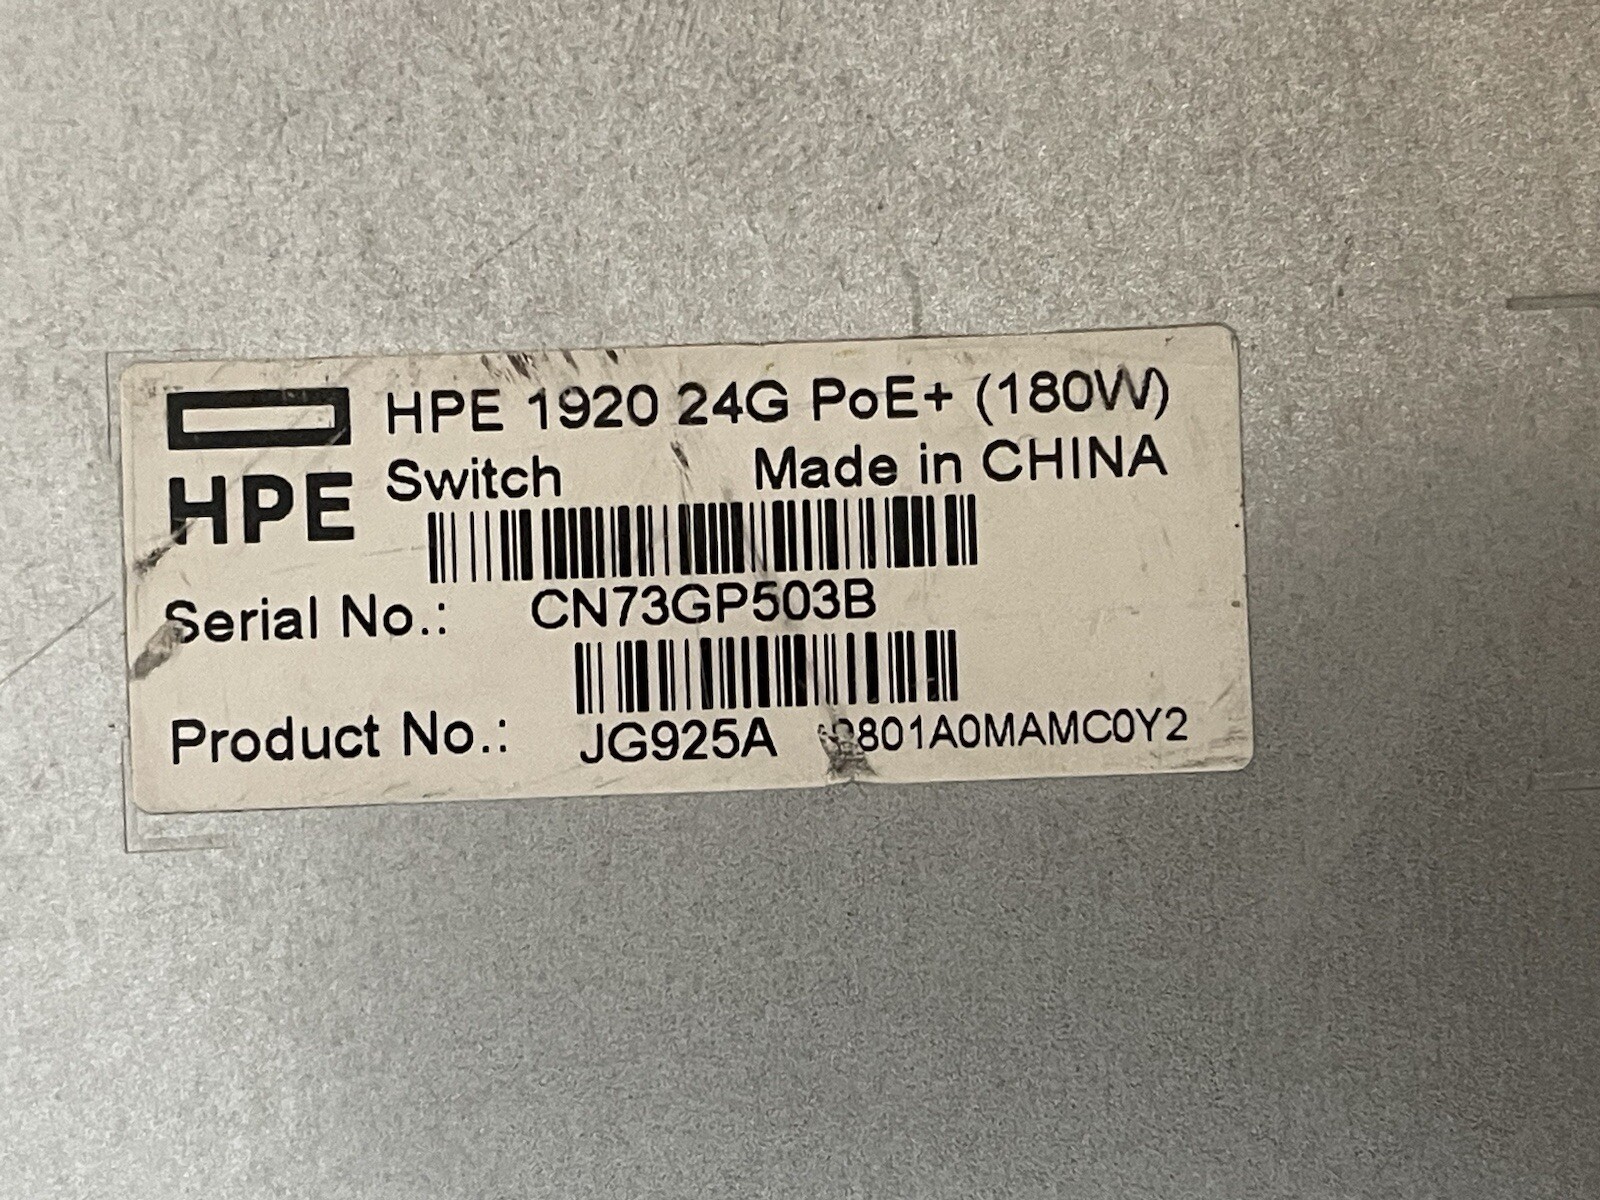 HPE
HPE 1920 24G PoE+ (180W)
Switch Made in CHINA
Serial No.: CN73GP503B
Product No.: JG925A